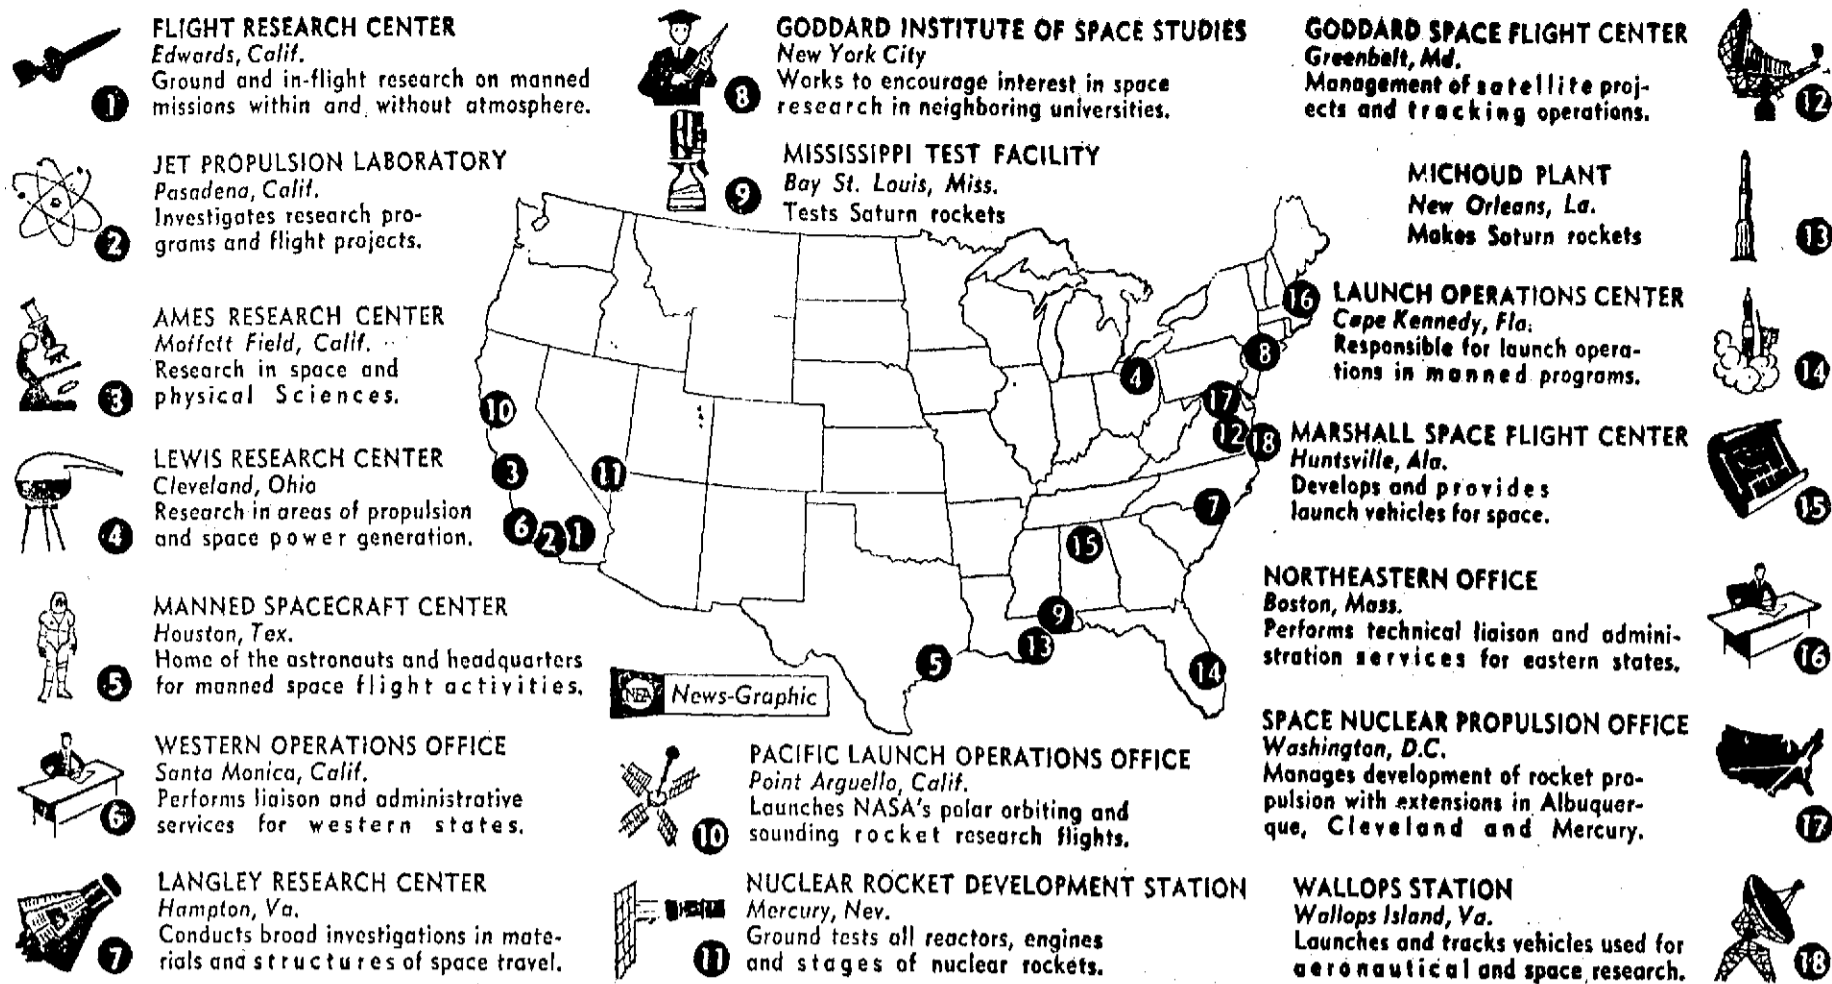 FLIGHT RESEARCH CENTER
Edwards, Calif.
Ground and in-flight research on manned
missions within and without atmosphere.
1
JET PROPULSION LABORATORY
Pasadena, Calif.
Investigates research pro-
grams and flight projects.
2
AMES RESEARCH CENTER
Moffett Field, Calif.
Research in space and
physical Sciences.
3
LEWIS RESEARCH CENTER
Cleveland, Ohio
Research in areas of propulsion
and space power generation.
4
MANNED SPACECRAFT CENTER
Houston, Tex.
Home of the astronauts and headquarters
for manned space flight activities.
5
WESTERN OPERATIONS OFFICE
Santa Monica, Calif.
Performs liaison and administrative
services for western states.
6
LANGLEY RESEARCH CENTER
Hampton, Va.
Conducts broad investigations in mate-
rials and structures of space travel.
7
GODDARD INSTITUTE OF SPACE STUDIES
New York City
Works to encourage interest in space
research in neighboring universities.
8
MISSISSIPPI TEST FACILITY
Bay St. Louis, Miss.
Tests Saturn rockets
9
16
8
4
17
10
12
18
3
11
7
6
2
1
15
9
13
5
14
NEA News-Graphic
PACIFIC LAUNCH OPERATIONS OFFICE
Point Arguello, Calif.
Launches NASA's polar orbiting and
sounding rocket research flights.
10
NUCLEAR ROCKET DEVELOPMENT STATION
Mercury, Nev.
Ground tests all reactors, engines
and stages of nuclear rockets.
11
GODDARD SPACE FLIGHT CENTER
Greenbelt, Md.
Management of satellite proj-
ects and tracking operations.
12
MICHOUD PLANT
New Orleans, La.
Makes Saturn rockets
13
LAUNCH OPERATIONS CENTER
Cape Kennedy, Fla.
Responsible for launch opera-
tions in manned programs.
14
MARSHALL SPACE FLIGHT CENTER
Huntsville, Ala.
Develops and provides
launch vehicles for space.
15
NORTHEASTERN OFFICE
Boston, Mass.
Performs technical liaison and admini-
stration services for eastern states.
16
SPACE NUCLEAR PROPULSION OFFICE
Washington, D.C.
Manages development of rocket pro-
pulsion with extensions in Albuquer-
que, Cleveland and Mercury.
17
WALLOPS STATION
Wallops Island, Va.
Launches and tracks vehicles used for
aeronautical and space research.
18